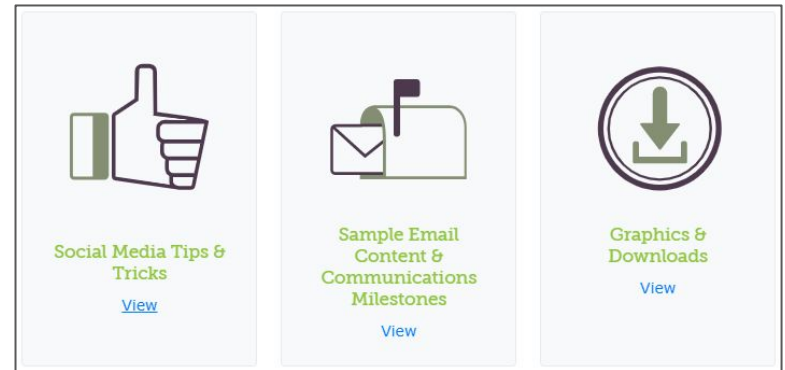 Social Media Tips &
Tricks
View
Sample Email
Content &
Communications
Milestones
View
Graphics &
Downloads
View